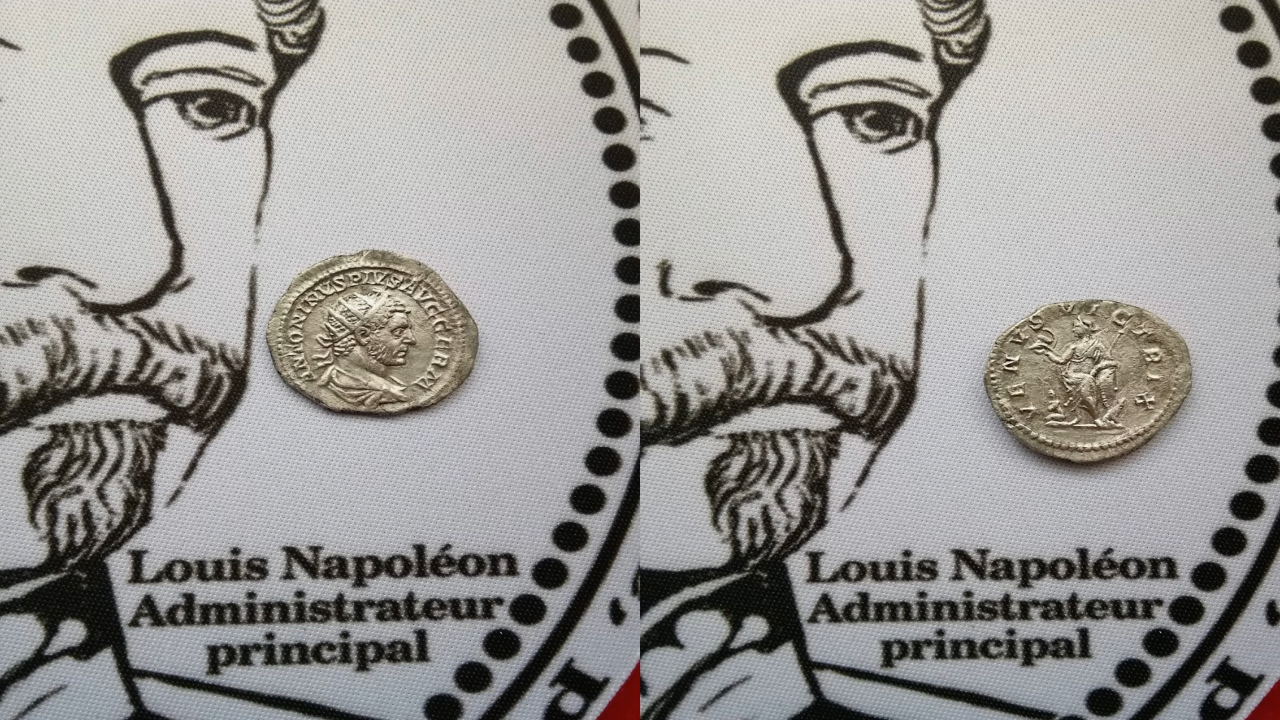 ANTONINVS PIVS AVG GERM
Louis Napoléon
Administrateur
principal
VENVS VICTRIX
Louis Napoléon
Administrateur
principal